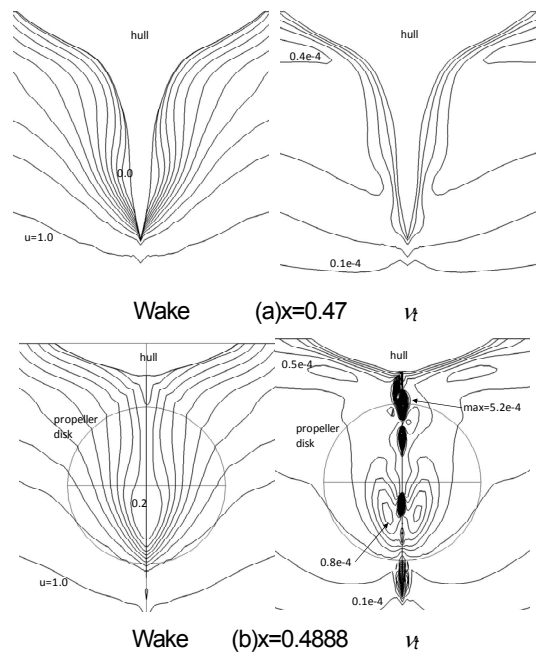 hull
hull
0.4e-4
0.0
u=1.0
0.1e-4
Wake (a)x=0.47 νt
hull
hull
0.5e-4
max=5.2e-4
propeller
disk
propeller
disk
0.2
0.8e-4
u=1.0
0.1e-4
Wake (b)x=0.4888 νt